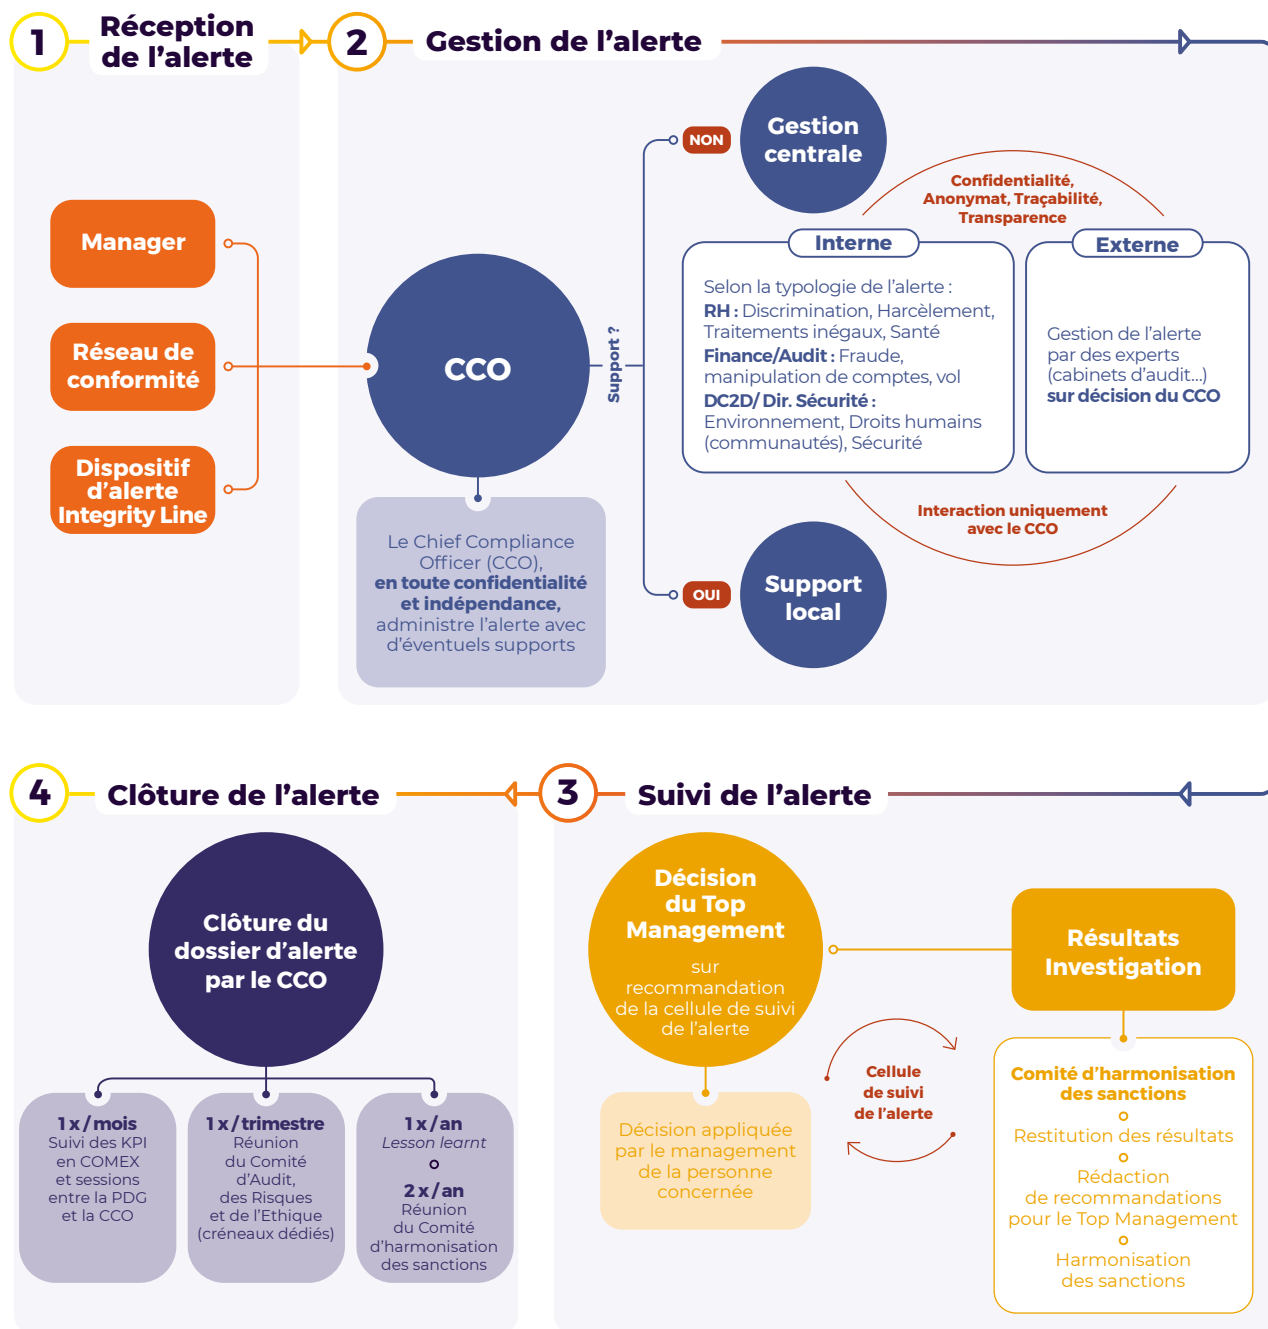 1
Réception
de l’alerte
2
Gestion de l’alerte
Manager
Réseau de
conformité
Dispositif
d’alerte
Integrity Line
CCO
Le Chief Compliance
Officer (CCO),
en toute confidentialité
et indépendance,
administre l’alerte avec
d’éventuels supports
Support ?
NON
Gestion
centrale
Confidentialité,
Anonymat, Traçabilité,
Transparence
Interne
Selon la typologie de l’alerte :
RH : Discrimination, Harcèlement,
Traitements inégaux, Santé
Finance/Audit : Fraude,
manipulation de comptes, vol
DC2D/ Dir. Sécurité :
Environnement, Droits humains
(communautés), Sécurité
Externe
Gestion de l’alerte
par des experts
(cabinets d’audit...)
sur décision du CCO
Interaction uniquement
avec le CCO
OUI
Support
local
4
Clôture de l’alerte
3
Suivi de l’alerte
Clôture du
dossier d’alerte
par le CCO
1 x / mois
Suivi des KPI
en COMEX
et sessions
entre la PDG
et la CCO
1 x / trimestre
Réunion
du Comité
d’Audit,
des Risques
et de l’Ethique
(créneaux dédiés)
1 x / an
Lesson learnt
2 x / an
Réunion
du Comité
d’harmonisation
des sanctions
Décision
du Top
Management
sur
recommandation
de la cellule de suivi
de l’alerte
Décision appliquée
par le management
de la personne
concernée
Cellule
de suivi
de l’alerte
Résultats
Investigation
Comité d’harmonisation
des sanctions
Restitution des résultats
Rédaction
de recommandations
pour le Top Management
Harmonisation
des sanctions